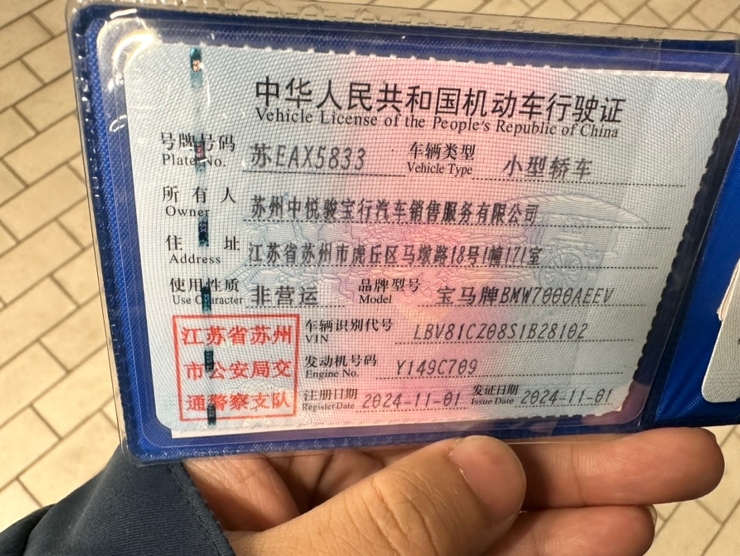 中华人民共和国机动车行驶证
Vehicle License of the People's Republic of China
号牌号码 苏EAX5833 车辆类型 小型轿车
Plate No. Vehicle Type
所有人 苏州中悦骏宝行汽车销售服务有限公司
Owner
住址 江苏省苏州市虎丘区马墩路18号1幢171室
Address
使用性质 非营运 品牌型号 宝马牌BMW7000AEEV
Use Character Model
江苏省苏州
市公安局交
通警察支队
车辆识别代号 LBV81CZ08S1B28102
VIN
发动机号码 Y149C709
Engine No.
注册日期 2024-11-01 发证日期 2024-11-01
Register Date Issue Date